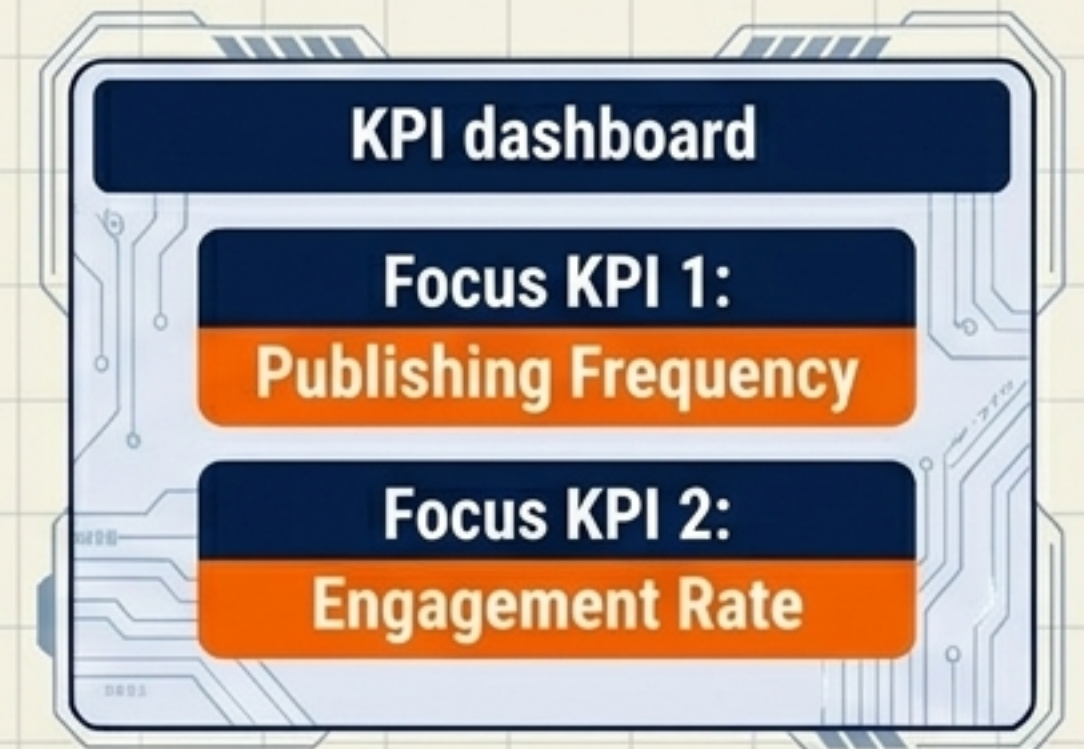 KPI dashboard
Focus KPI 1:
Publishing Frequency
Focus KPI 2:
Engagement Rate